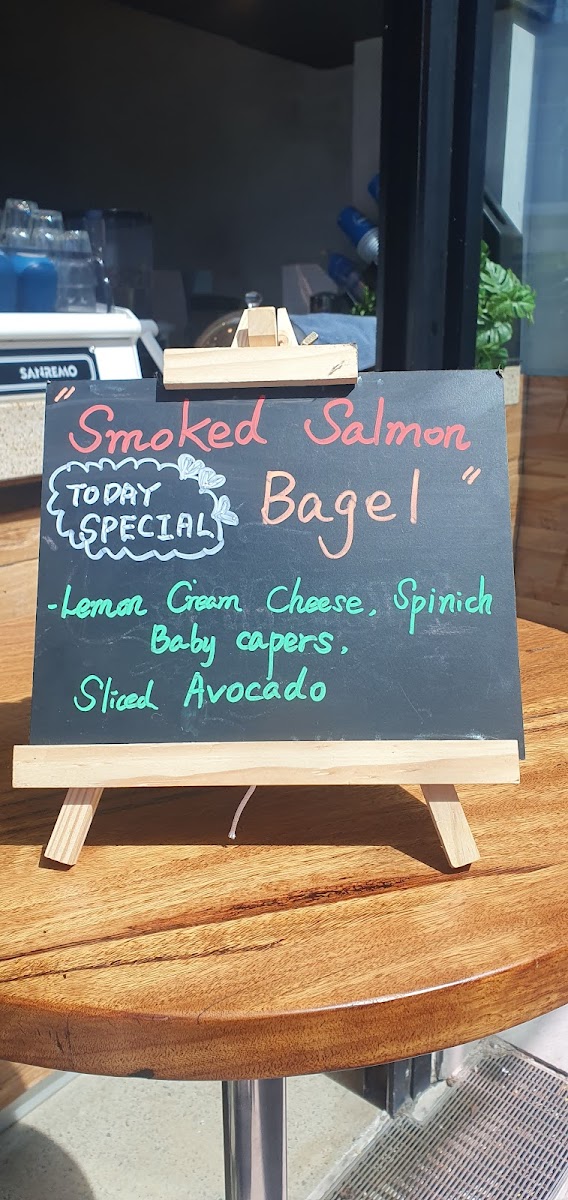 SANREMO
" Smoked Salmon
Bagel "
TODAY
SPECIAL
-Lemon Cream Cheese, Spinich
Baby capers,
Sliced Avocado